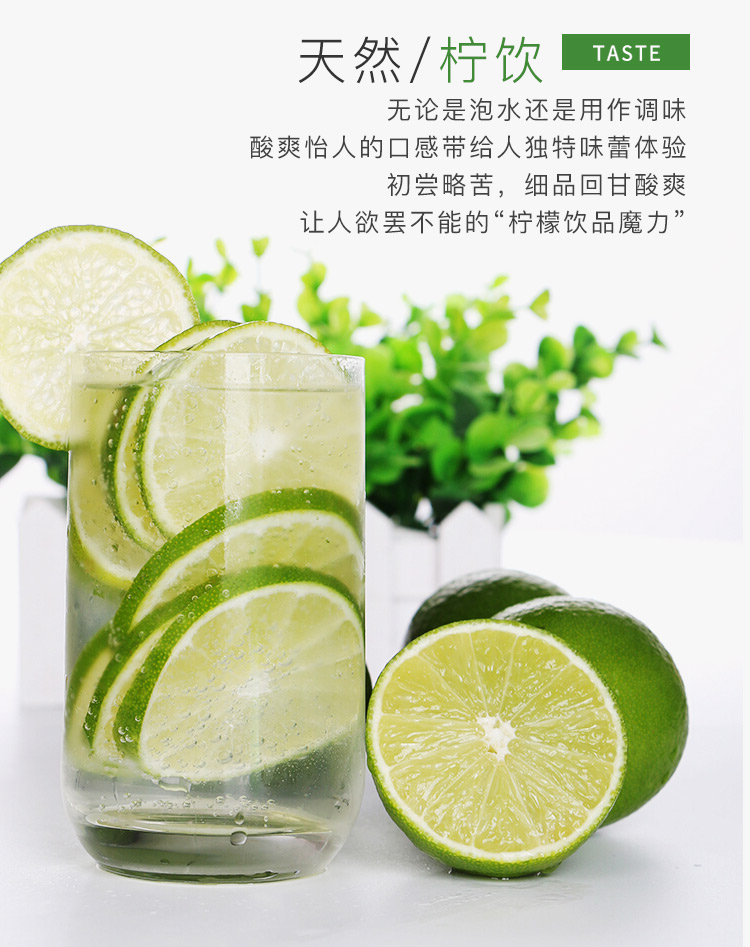 天然/柠饮 TASTE
无论是泡水还是用作调味
酸爽怡人的口感带给人独特味蕾体验
初尝略苦，细品回甘酸爽
让人欲罢不能的“柠檬饮品魔力”